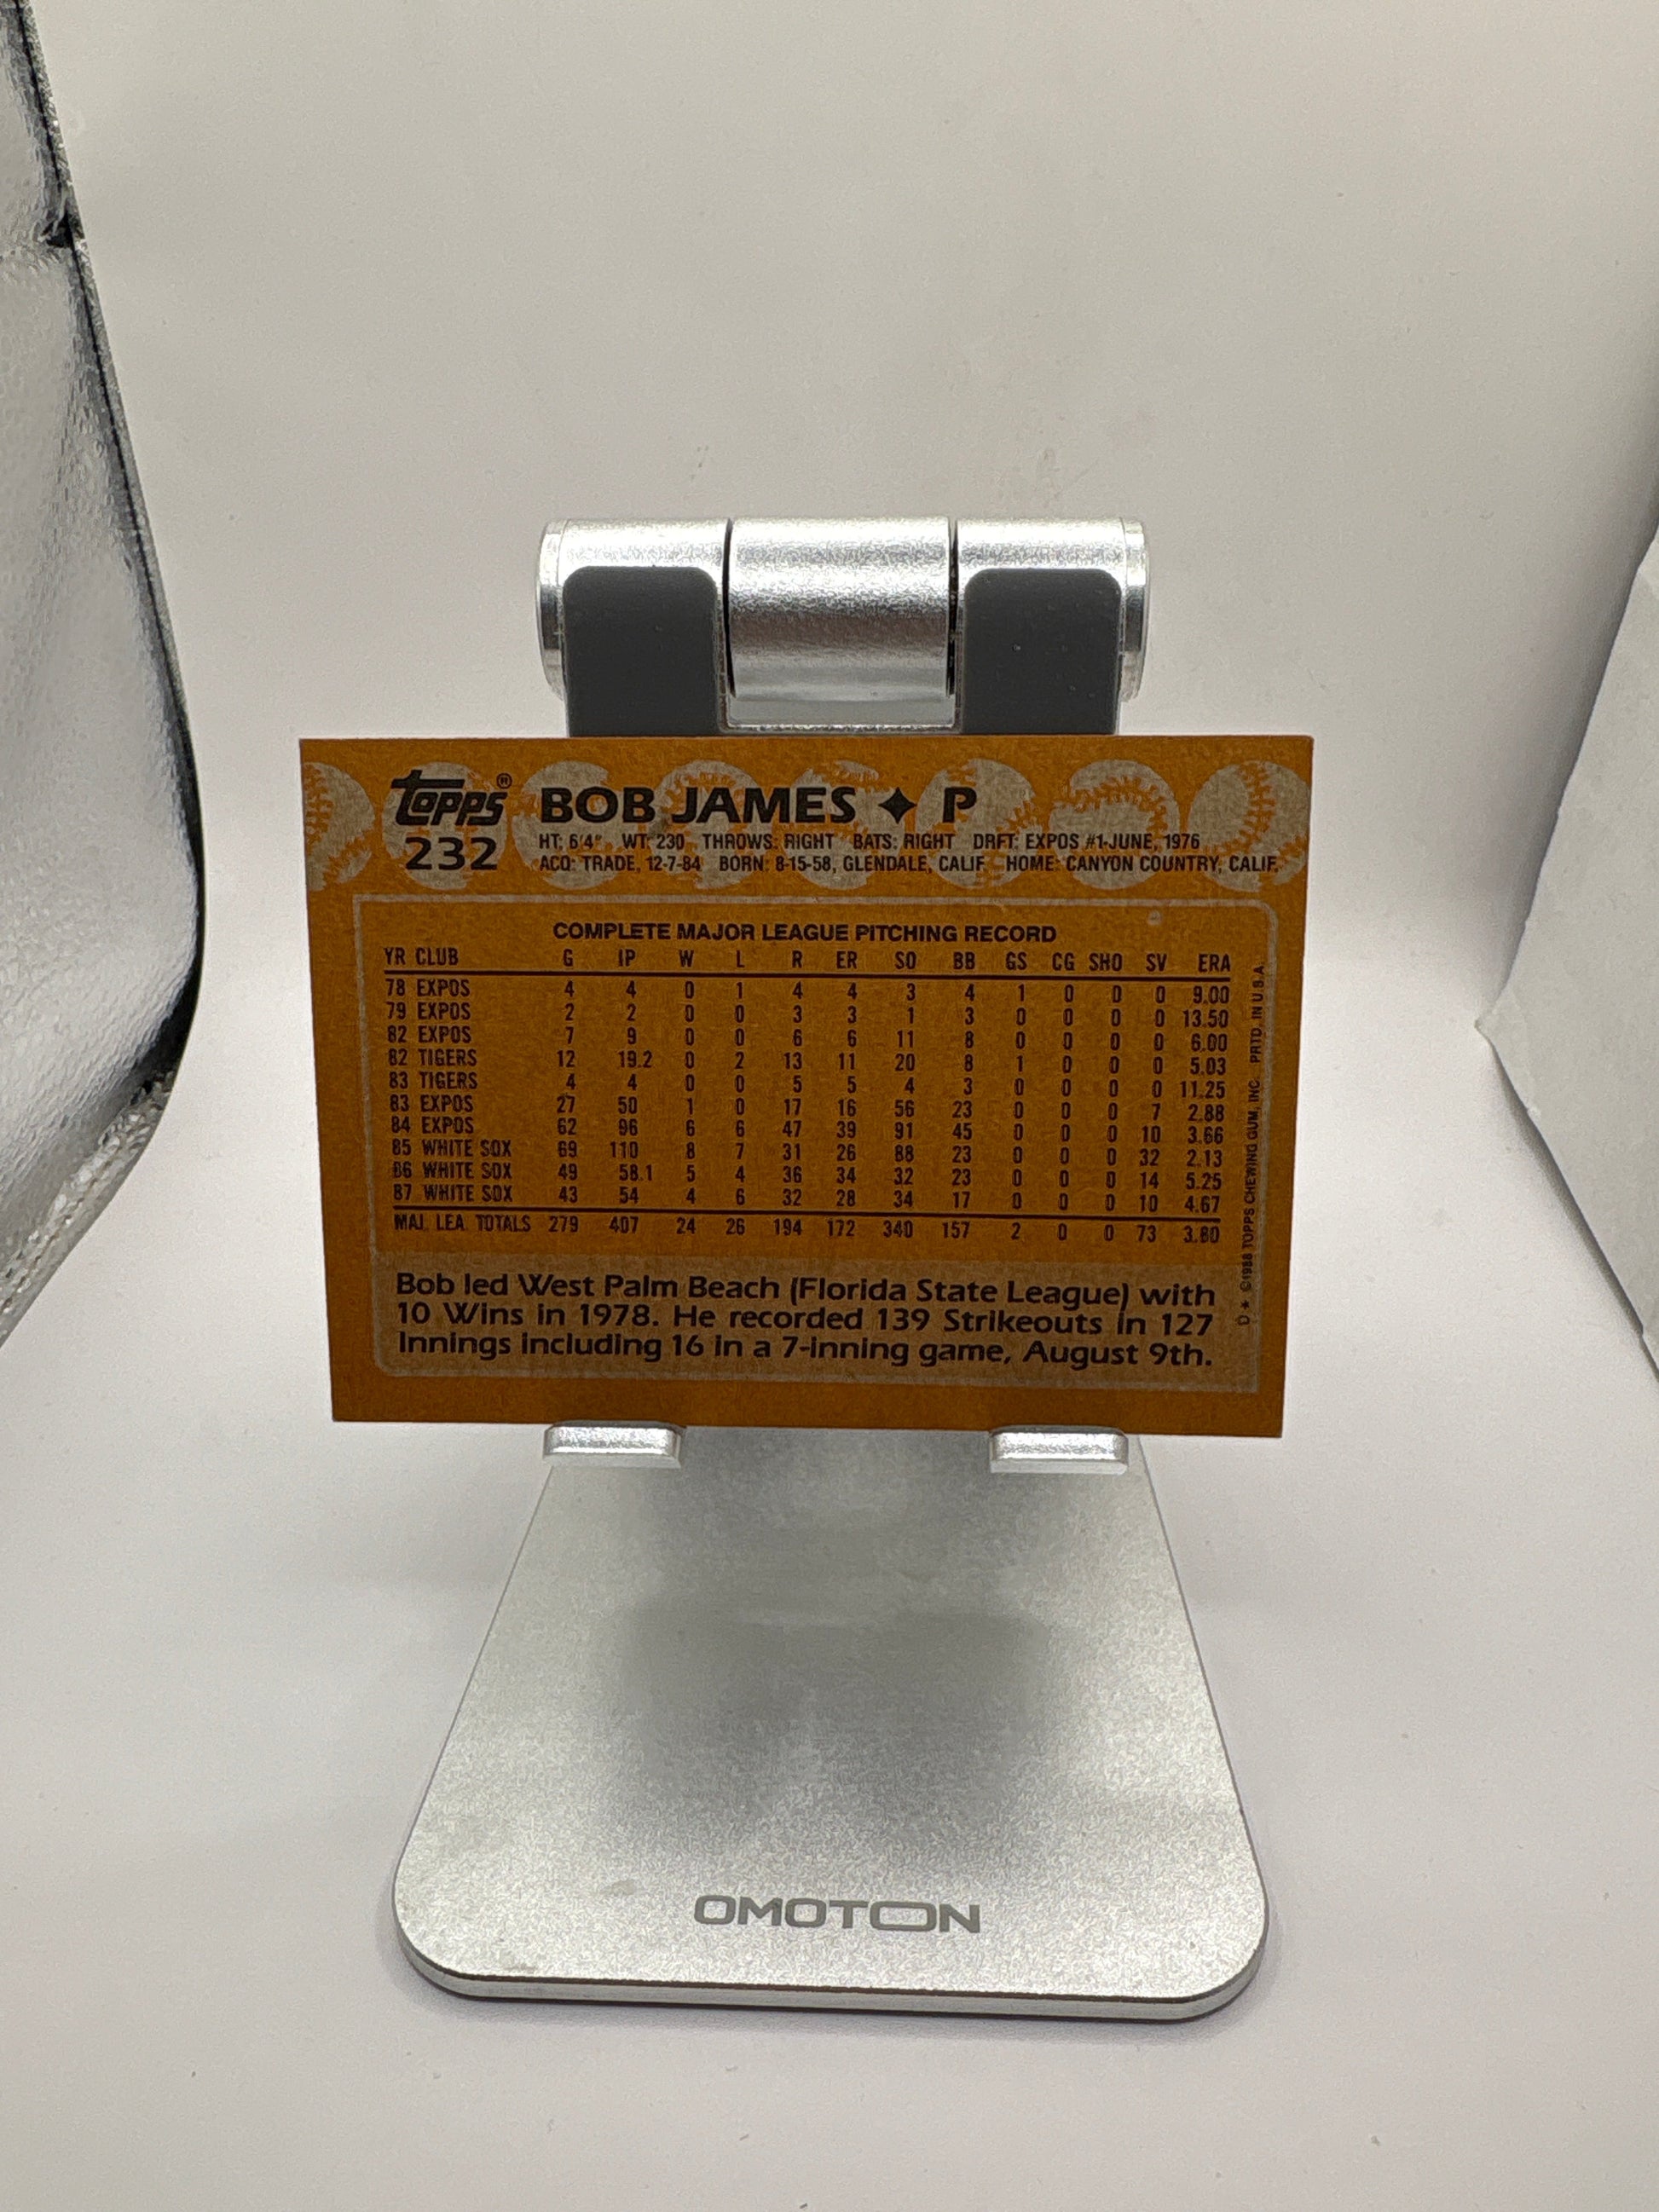 Topps®
232
BOB JAMES ✦ P
HT: 6'4" WT: 230 THROWS: RIGHT BATS: RIGHT DRFT: EXPOS #1-JUNE, 1976
ACQ: TRADE, 12-7-84 BORN: 8-15-58, GLENDALE, CALIF. HOME: CANYON COUNTRY, CALIF.
COMPLETE MAJOR LEAGUE PITCHING RECORD
YR CLUB G IP W L R ER SO BB GS CG SHO SV ERA
78 EXPOS 4 4 0 1 4 4 3 4 1 0 0 0 9.00
79 EXPOS 2 2 0 0 3 3 1 3 0 0 0 0 13.50
82 EXPOS 7 9 0 0 6 6 11 8 0 0 0 0 6.00
82 TIGERS 12 19.2 0 2 13 11 20 8 1 0 0 0 5.03
83 TIGERS 4 4 0 0 5 5 4 3 0 0 0 0 11.25
83 EXPOS 27 50 1 0 17 16 56 23 0 0 0 7 2.88
84 EXPOS 62 96 6 6 47 39 91 45 0 0 0 10 3.66
85 WHITE SOX 69 110 8 7 31 26 88 23 0 0 0 32 2.13
86 WHITE SOX 49 58.1 5 4 36 34 32 23 0 0 0 14 5.25
87 WHITE SOX 43 54 4 6 32 28 34 17 0 0 0 10 4.67
MAJ. LEA. TOTALS 279 407 24 26 194 172 340 157 2 0 0 73 3.80
Bob led West Palm Beach (Florida State League) with
10 Wins in 1978. He recorded 139 Strikeouts in 127
Innings including 16 in a 7-inning game, August 9th.
D★ ©1988 TOPPS CHEWING GUM, INC. PRTD. IN U.S.A.
OMOTON